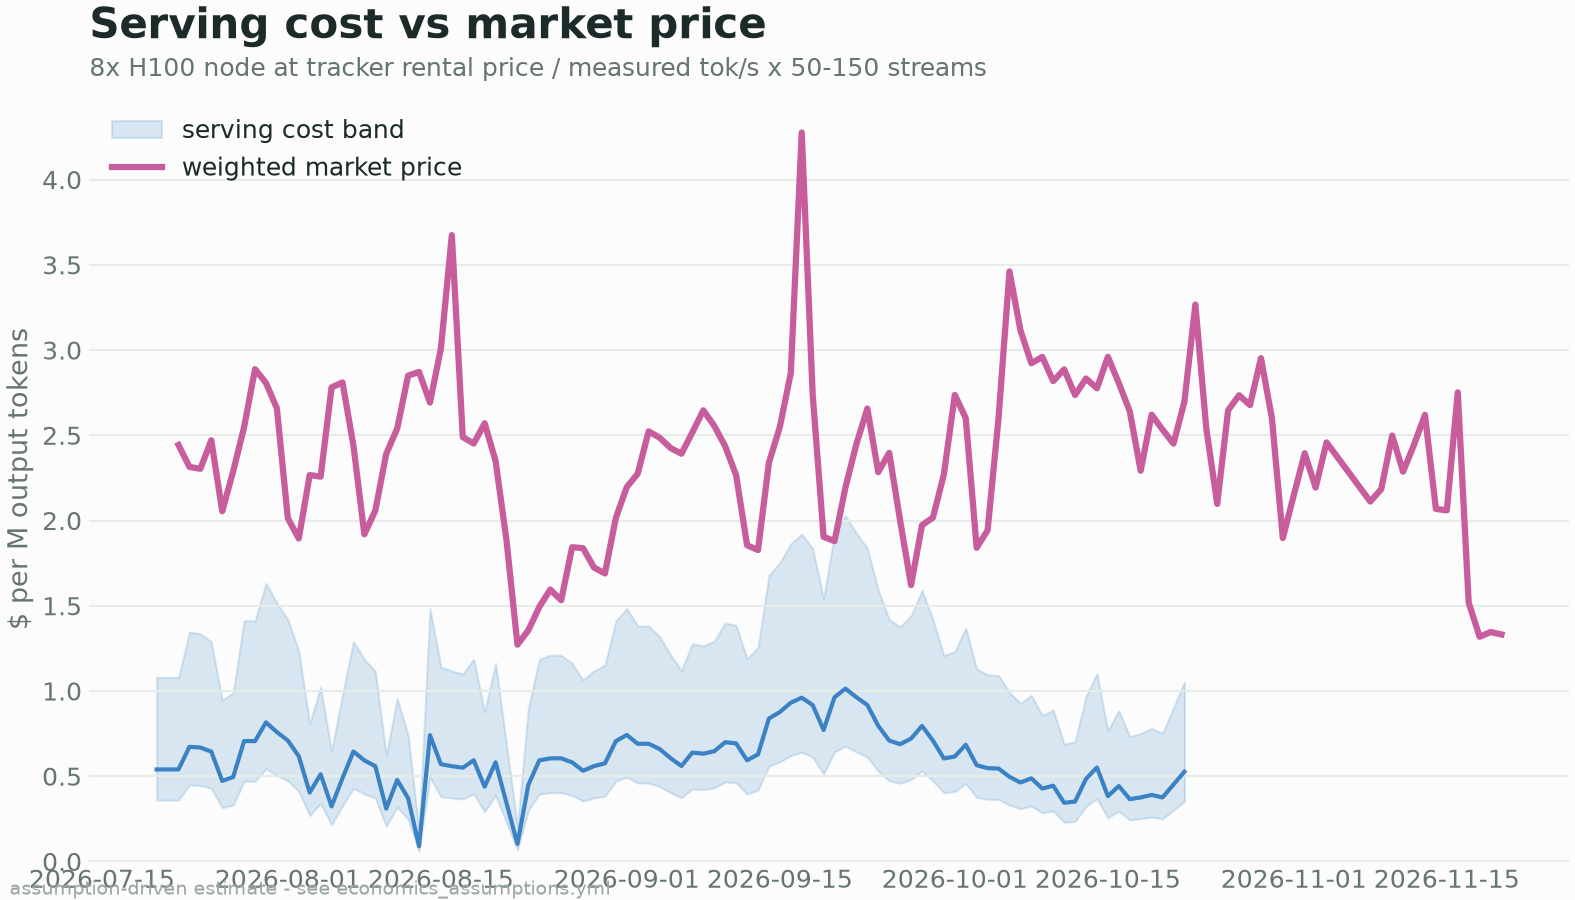 Serving cost vs market price
8x H100 node at tracker rental price / measured tok/s x 50-150 streams
serving cost band
weighted market price
$ per M output tokens
4.0
3.5
3.0
2.5
2.0
1.5
1.0
0.5
0.0
2026-07-15 2026-08-01 2026-08-15 2026-09-01 2026-09-15 2026-10-01 2026-10-15 2026-11-01 2026-11-15
assumption-driven estimate - see economics_assumptions.yml